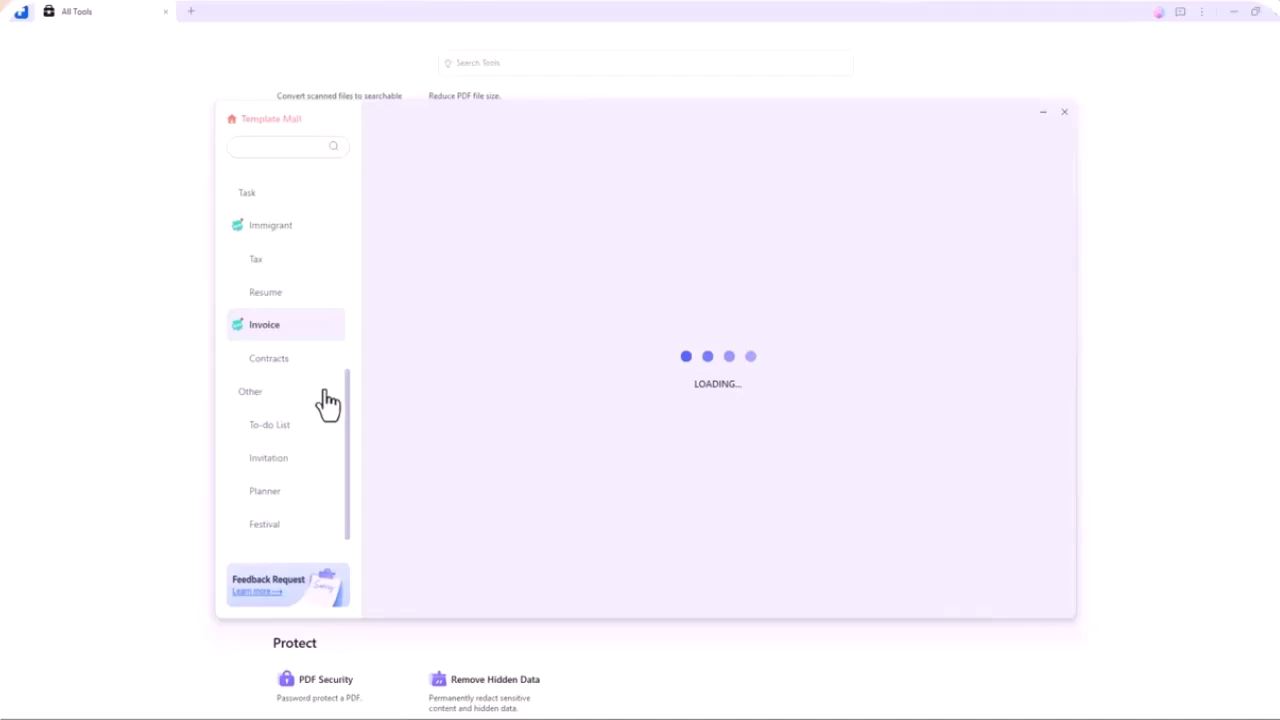 All Tools
Search Tools
Convert scanned files to searchable
Reduce PDF file size.
Template Mall
Task
Immigrant
Tax
Resume
Invoice
Contracts
Other
To-do List
Invitation
Planner
Festival
LOADING...
Feedback Request
Learn more
Protect
PDF Security
Password protect a PDF.
Remove Hidden Data
Permanently redact sensitive
content and hidden data.